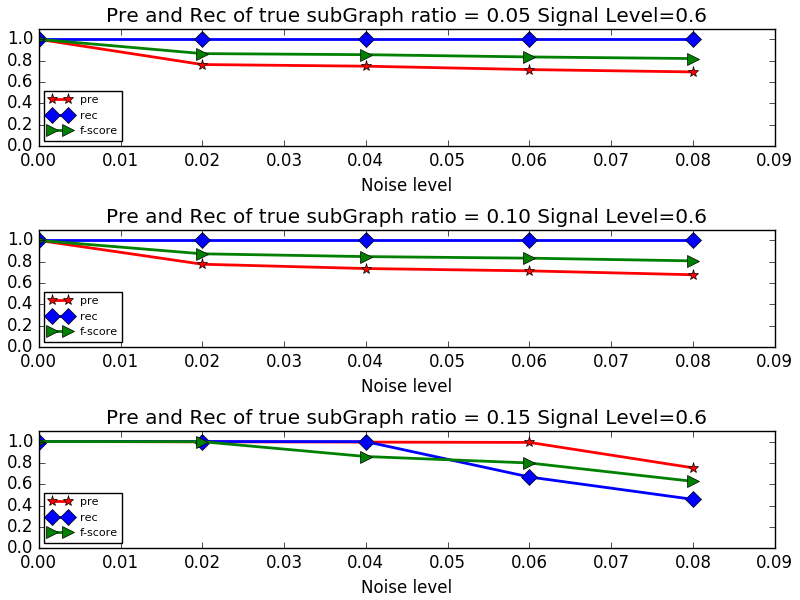 Pre and Rec of true subGraph ratio = 0.05 Signal Level=0.6
1.0
0.8
0.6
0.4
0.2
0.0
pre
rec
f-score
0.00 0.01 0.02 0.03 0.04 0.05 0.06 0.07 0.08 0.09
Noise level
Pre and Rec of true subGraph ratio = 0.10 Signal Level=0.6
1.0
0.8
0.6
0.4
0.2
0.0
pre
rec
f-score
0.00 0.01 0.02 0.03 0.04 0.05 0.06 0.07 0.08 0.09
Noise level
Pre and Rec of true subGraph ratio = 0.15 Signal Level=0.6
1.0
0.8
0.6
0.4
0.2
0.0
pre
rec
f-score
0.00 0.01 0.02 0.03 0.04 0.05 0.06 0.07 0.08 0.09
Noise level